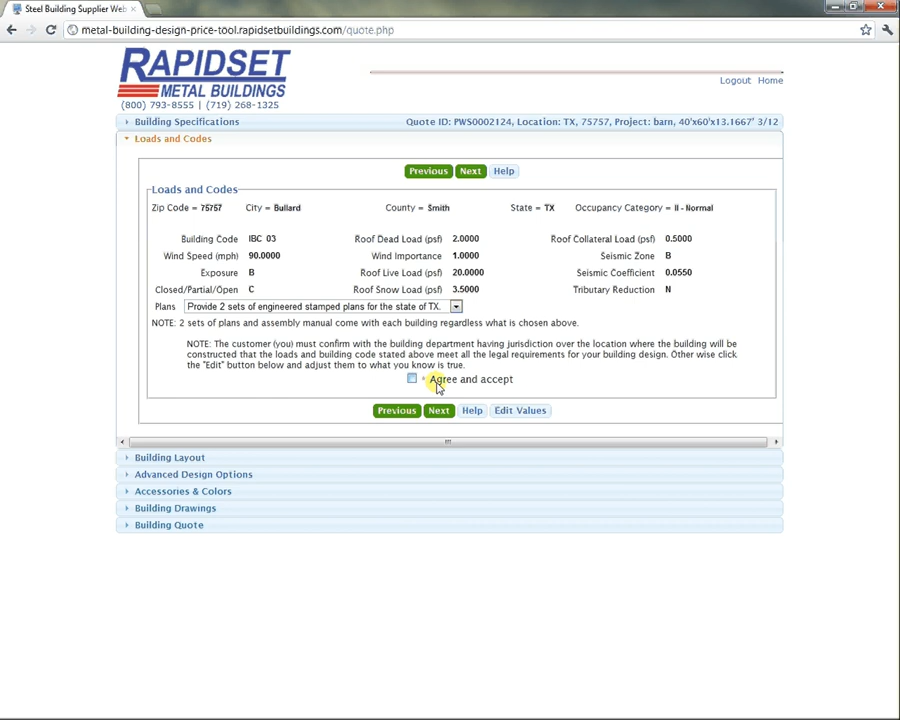 Steel Building Supplier Web
metal-building-design-price-tool.rapidsetbuildings.com/quote.php
RAPIDSET
METAL BUILDINGS
(800) 793-8555 | (719) 268-1325
Logout Home
Building Specifications Quote ID: PWS0002124, Location: TX, 75757, Project: barn, 40'x60'x13.1667' 3/12
Loads and Codes
Previous Next Help
Loads and Codes
Zip Code = 75757 City = Bullard County = Smith State = TX Occupancy Category = II - Normal
Building Code IBC 03 Roof Dead Load (psf) 2.0000 Roof Collateral Load (psf) 0.5000
Wind Speed (mph) 90.0000 Wind Importance 1.0000 Seismic Zone B
Exposure B Roof Live Load (psf) 20.0000 Seismic Coefficient 0.0550
Closed/Partial/Open C Roof Snow Load (psf) 3.5000 Tributary Reduction N
Plans Provide 2 sets of engineered stamped plans for the state of TX.
NOTE: 2 sets of plans and assembly manual come with each building regardless what is chosen above.
NOTE: The customer (you) must confirm with the building department having jurisdiction over the location where the building will be
constructed that the loads and building code stated above meet all the legal requirements for your building design. Other wise click
the "Edit" button below and adjust them to what you know is true.
* Agree and accept
Previous Next Help Edit Values
Building Layout
Advanced Design Options
Accessories & Colors
Building Drawings
Building Quote